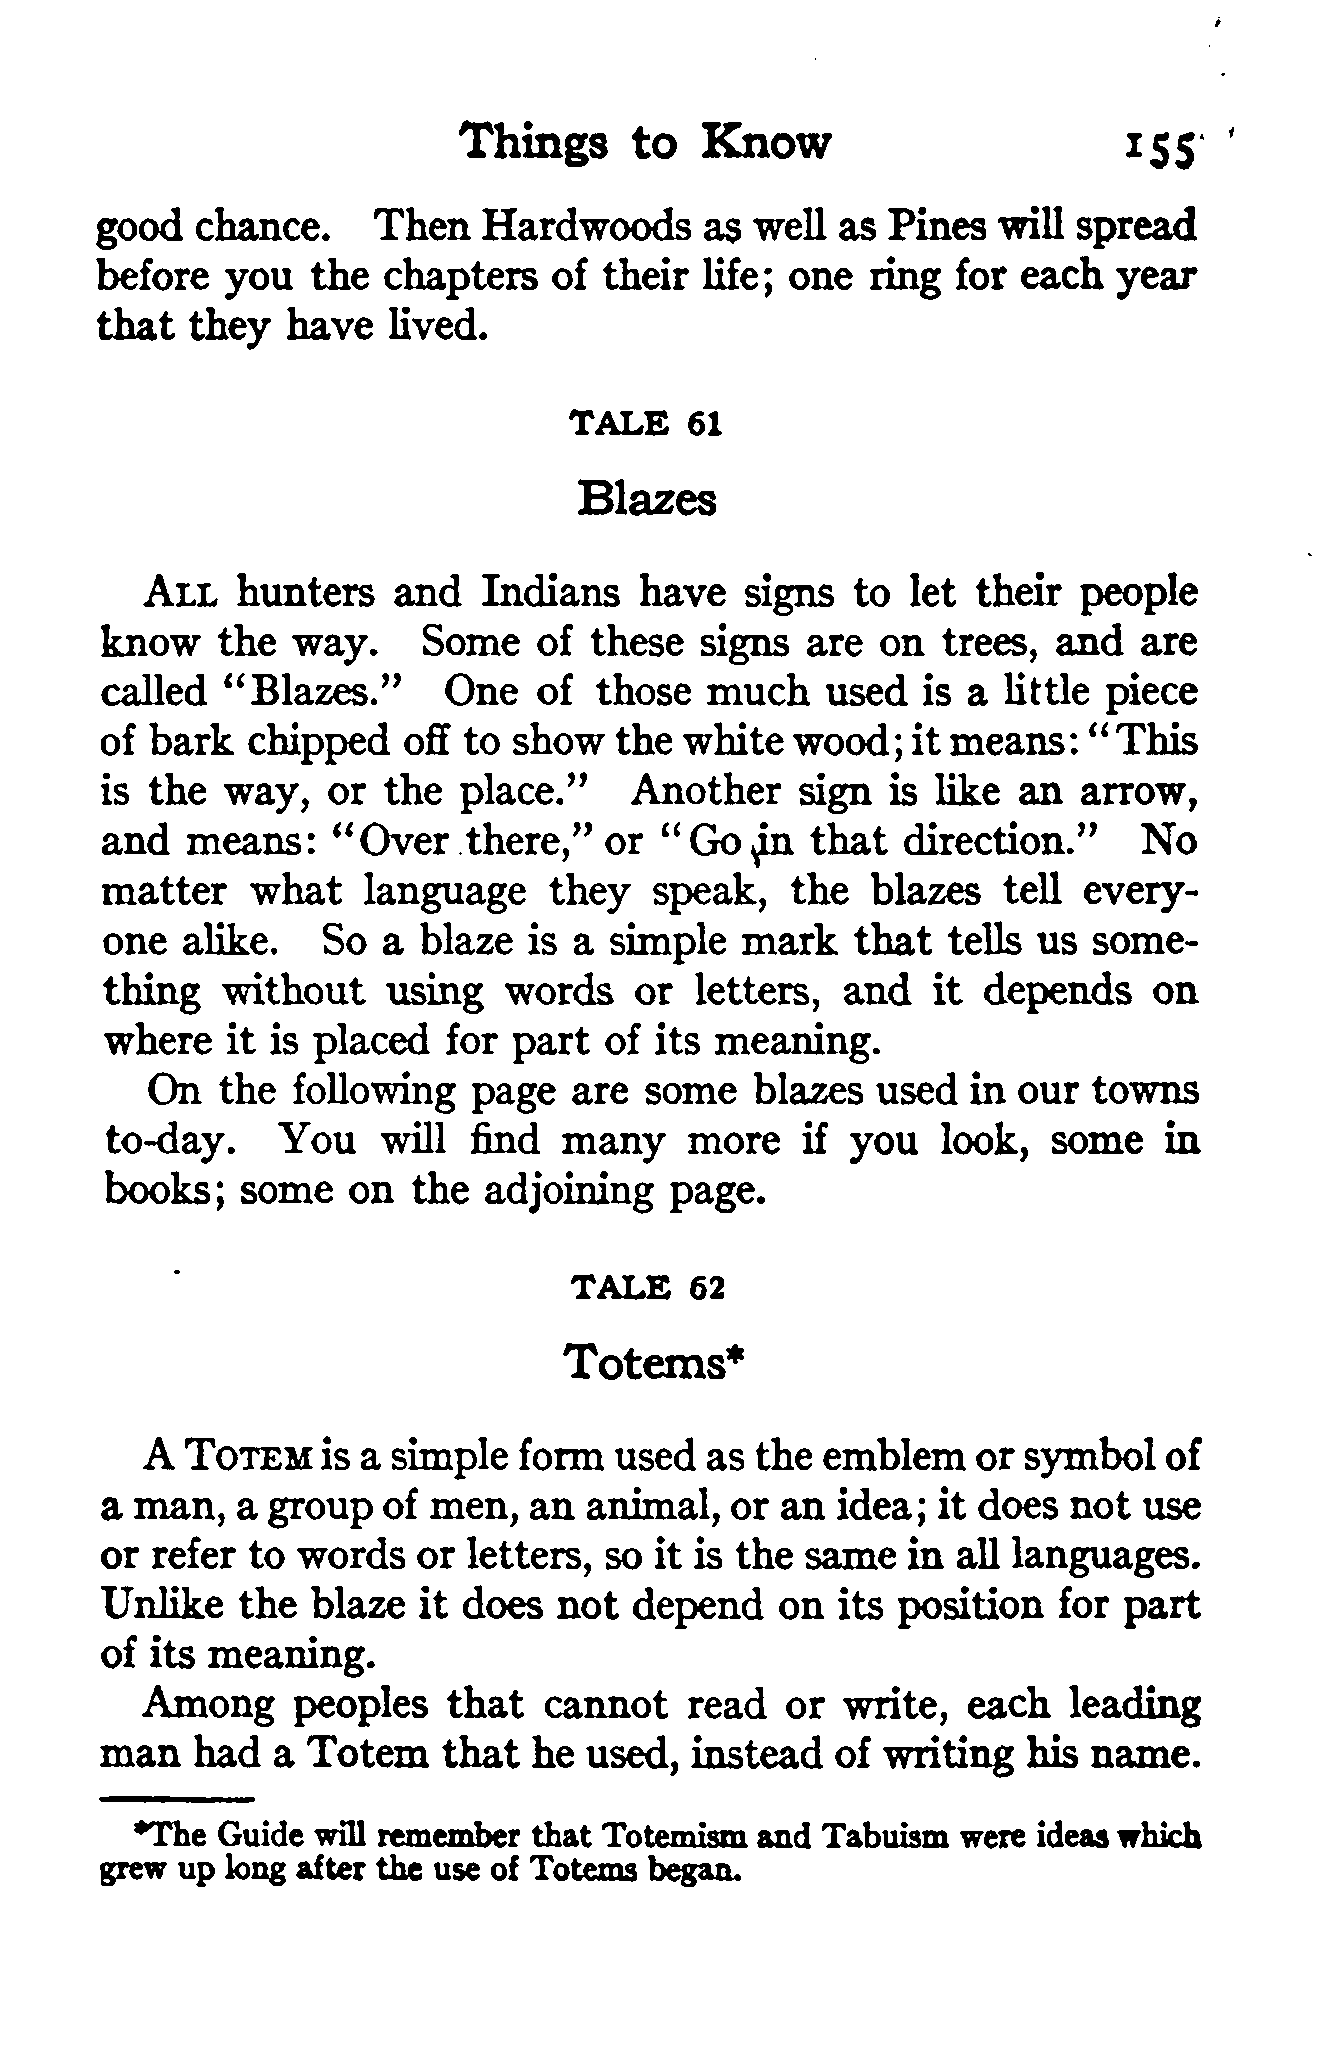 Things to Know 155
good chance. Then Hardwoods as well as Pines will spread
before you the chapters of their life; one ring for each year
that they have lived.
TALE 61
Blazes
ALL hunters and Indians have signs to let their people
know the way. Some of these signs are on trees, and are
called "Blazes." One of those much used is a little piece
of bark chipped off to show the white wood; it means: "This
is the way, or the place." Another sign is like an arrow,
and means: "Over there," or "Go in that direction." No
matter what language they speak, the blazes tell every-
one alike. So a blaze is a simple mark that tells us some-
thing without using words or letters, and it depends on
where it is placed for part of its meaning.
On the following page are some blazes used in our towns
to-day. You will find many more if you look, some in
books; some on the adjoining page.
TALE 62
Totems*
A TOTEM is a simple form used as the emblem or symbol of
a man, a group of men, an animal, or an idea; it does not use
or refer to words or letters, so it is the same in all languages.
Unlike the blaze it does not depend on its position for part
of its meaning.
Among peoples that cannot read or write, each leading
man had a Totem that he used, instead of writing his name.
*The Guide will remember that Totemism and Tabuism were ideas which
grew up long after the use of Totems began.